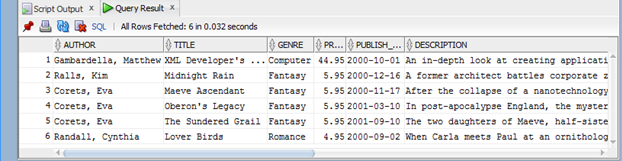 Script Output × Query Result ×
SQL | All Rows Fetched: 6 in 0.032 seconds
AUTHOR TITLE GENRE PR... PUBLISH_... DESCRIPTION
1 Gambardella, Matthew XML Developer's ... Computer 44.95 2000-10-01 An in-depth look at creating applicati
2 Ralls, Kim Midnight Rain Fantasy 5.95 2000-12-16 A former architect battles corporate z
3 Corets, Eva Maeve Ascendant Fantasy 5.95 2000-11-17 After the collapse of a nanotechnology
4 Corets, Eva Oberon's Legacy Fantasy 5.95 2001-03-10 In post-apocalypse England, the myster
5 Corets, Eva The Sundered Grail Fantasy 5.95 2001-09-10 The two daughters of Maeve, half-siste
6 Randall, Cynthia Lover Birds Romance 4.95 2000-09-02 When Carla meets Paul at an ornitholog